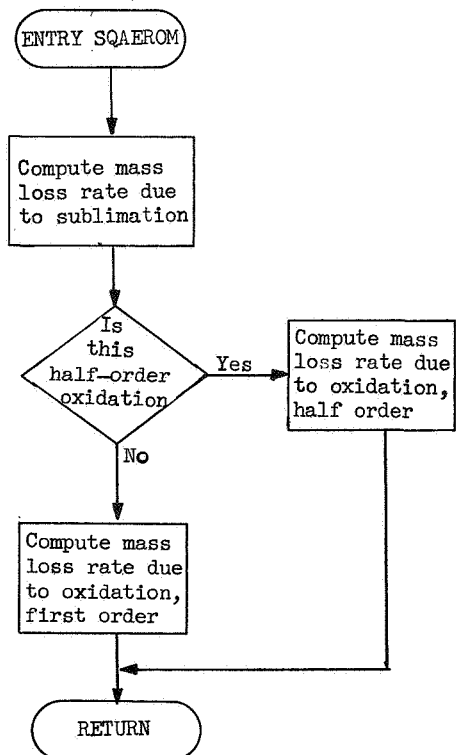 ENTRY SQAEROM
Compute mass
loss rate due
to sublimation
Is
this
half-order
oxidation
Yes
Compute mass
loss rate due
to oxidation,
half order
No
Compute mass
loss rate due
to oxidation,
first order
RETURN